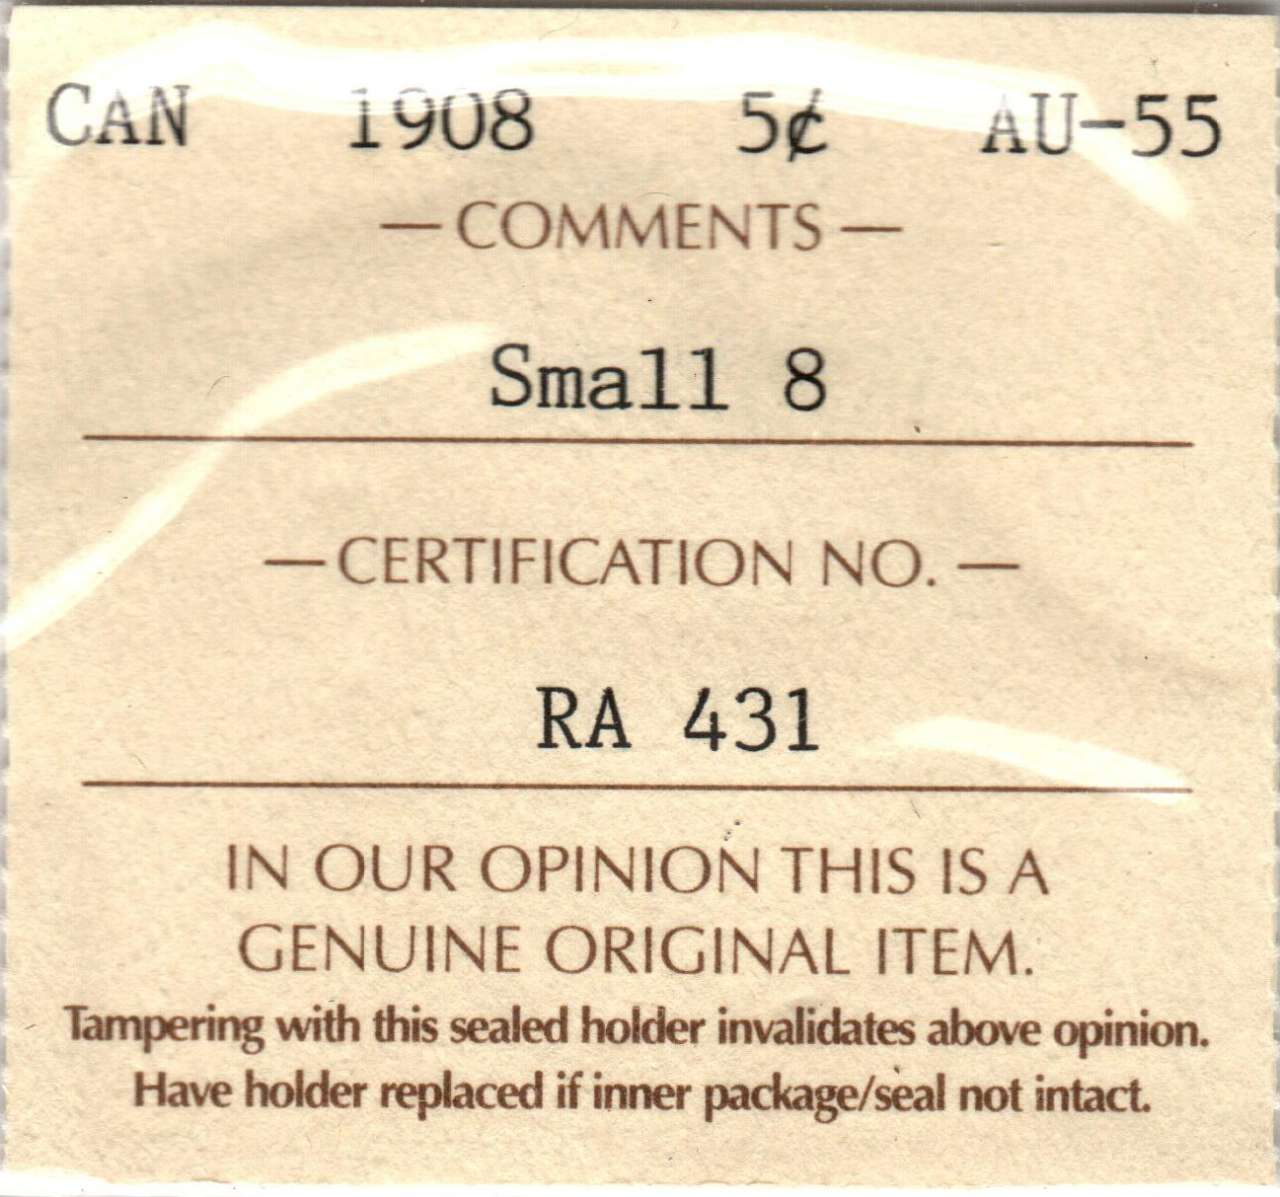 CAN 1908 5¢ AU-55
— COMMENTS —
Small 8
— CERTIFICATION NO. —
RA 431
IN OUR OPINION THIS IS A
GENUINE ORIGINAL ITEM.
Tampering with this sealed holder invalidates above opinion.
Have holder replaced if inner package/seal not intact.